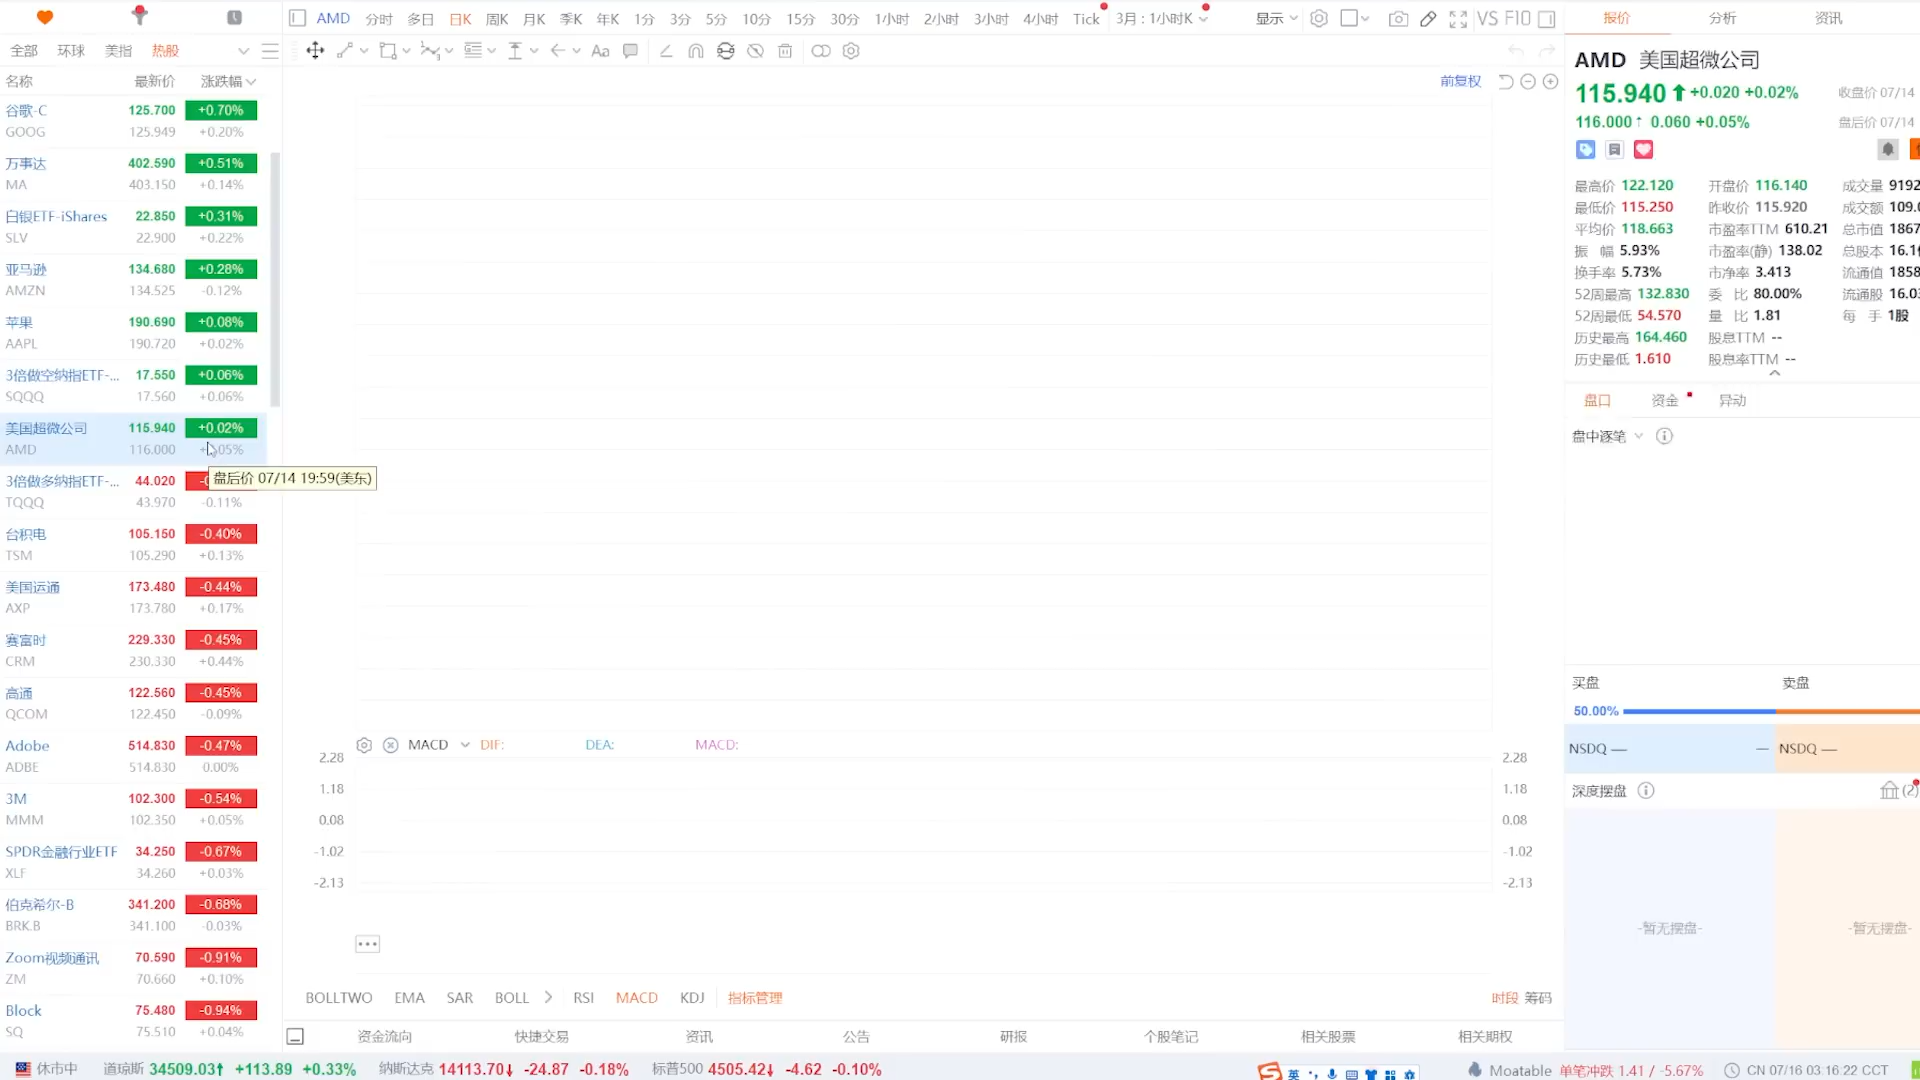 AMD 分时 多日 日K 周K 月K 季K 年K 1分 3分 5分 10分 15分 30分 1小时 2小时 3小时 4小时 Tick 3月 : 1小时K 显示 VS F10 报价 分析 资讯
全部 环球 美指 热股 Aa
名称 最新价 涨跌幅 前复权
谷歌-C 125.700 +0.70%
GOOG 125.949 +0.20%
万事达 402.590 +0.51%
MA 403.150 +0.14%
白银ETF-iShares 22.850 +0.31%
SLV 22.900 +0.22%
亚马逊 134.680 +0.28%
AMZN 134.525 -0.12%
苹果 190.690 +0.08%
AAPL 190.720 +0.02%
3倍做空纳指ETF-... 17.550 +0.06%
SQQQ 17.560 +0.06%
美国超微公司 115.940 +0.02%
AMD 116.000
盘后价 07/14 19:59(美东)
3倍做多纳指ETF-... 44.020
TQQQ 43.970 -0.11%
台积电 105.150 -0.40%
TSM 105.290 +0.13%
美国运通 173.480 -0.44%
AXP 173.780 +0.17%
赛富时 229.330 -0.45%
CRM 230.330 +0.44%
高通 122.560 -0.45%
QCOM 122.450 -0.09%
Adobe 514.830 -0.47%
ADBE 514.830 0.00%
3M 102.300 -0.54%
MMM 102.350 +0.05%
SPDR金融行业ETF 34.250 -0.67%
XLF 34.260 +0.03%
伯克希尔-B 341.200 -0.68%
BRK.B 341.100 -0.03%
Zoom视频通讯 70.590 -0.91%
ZM 70.660 +0.10%
Block 75.480 -0.94%
SQ 75.510 +0.04%
MACD DIF: DEA: MACD:
2.28 2.28
1.18 1.18
0.08 0.08
-1.02 -1.02
-2.13 -2.13
BOLLTWO EMA SAR BOLL RSI MACD KDJ 指标管理 时段 筹码
资金流向 快捷交易 资讯 公告 研报 个股笔记 相关股票 相关期权
AMD 美国超微公司
115.940 +0.020 +0.02% 收盘价 07/14
116.000↑ 0.060 +0.05% 盘后价 07/14
最高价 122.120 开盘价 116.140 成交量 9192
最低价 115.250 昨收价 115.920 成交额 109.0
平均价 118.663 市盈率TTM 610.21 总市值 1867
振 幅 5.93% 市盈率(静) 138.02 总股本 16.1
换手率 5.73% 市净率 3.413 流通值 1858
52周最高 132.830 委 比 80.00% 流通股 16.03
52周最低 54.570 量 比 1.81 每 手 1股
历史最高 164.460 股息TTM --
历史最低 1.610 股息率TTM --
盘口 资金 异动
盘中逐笔
买盘 卖盘
50.00%
NSDQ — — NSDQ —
深度摆盘 (2)
-暂无摆盘- -暂无摆盘-
休市中 道琼斯 34509.03↑ +113.89 +0.33% 纳斯达克 14113.70↓ -24.87 -0.18% 标普500 4505.42↓ -4.62 -0.10% 英 Moatable 单笔冲跌 1.41 / -5.67% CN 07/16 03:16:22 CCT